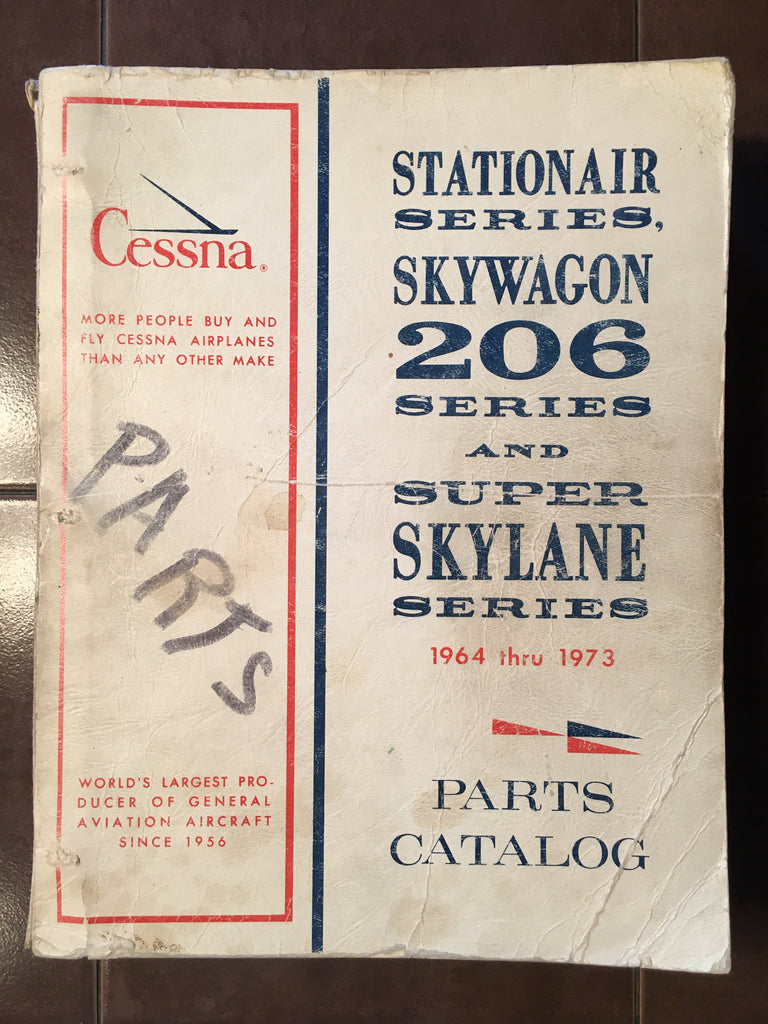 Cessna®
MORE PEOPLE BUY AND
FLY CESSNA AIRPLANES
THAN ANY OTHER MAKE
PARTS
WORLD'S LARGEST PRO-
DUCER OF GENERAL
AVIATION AIRCRAFT
SINCE 1956
STATIONAIR
SERIES,
SKYWAGON
206
SERIES
AND
SUPER
SKYLANE
SERIES
1964 thru 1973
PARTS
CATALOG